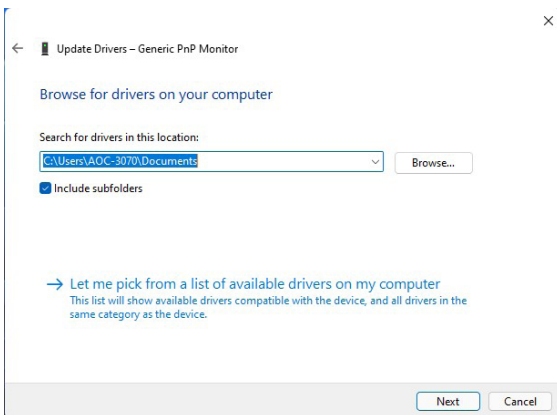 Update Drivers – Generic PnP Monitor
Browse for drivers on your computer
Search for drivers in this location:
C:\Users\AOC-3070\Documents
Browse...
Include subfolders
Let me pick from a list of available drivers on my computer
This list will show available drivers compatible with the device, and all drivers in the
same category as the device.
Next
Cancel